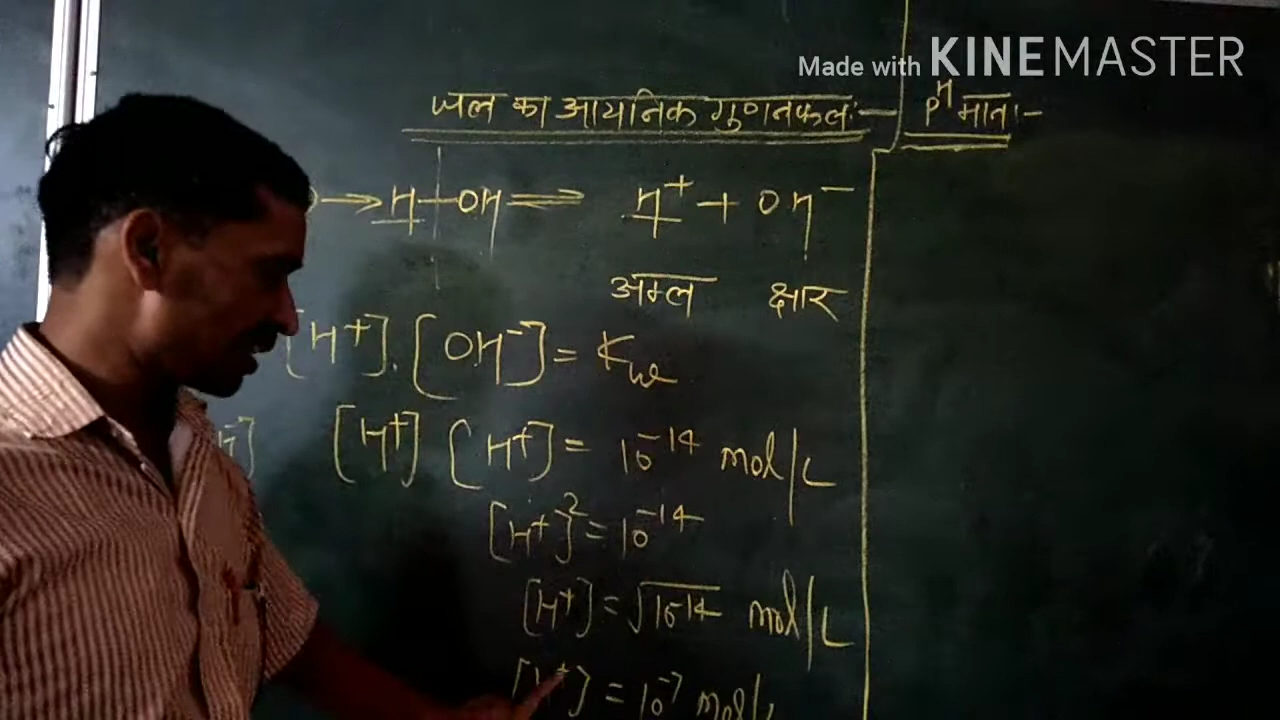 Made with KINEMASTER
जल का आयनिक गुणनफल:—
pH मान:-
→ H-OH ⇌ H⁺ + OH⁻
अम्ल क्षार
[H⁺].[OH⁻] = Kw
[H⁺] [H⁺] = 10⁻¹⁴ mol/L
[H⁺]² = 10⁻¹⁴
[H⁺] = √10⁻¹⁴ mol/L
[H⁺] = 10⁻⁷ mol/L